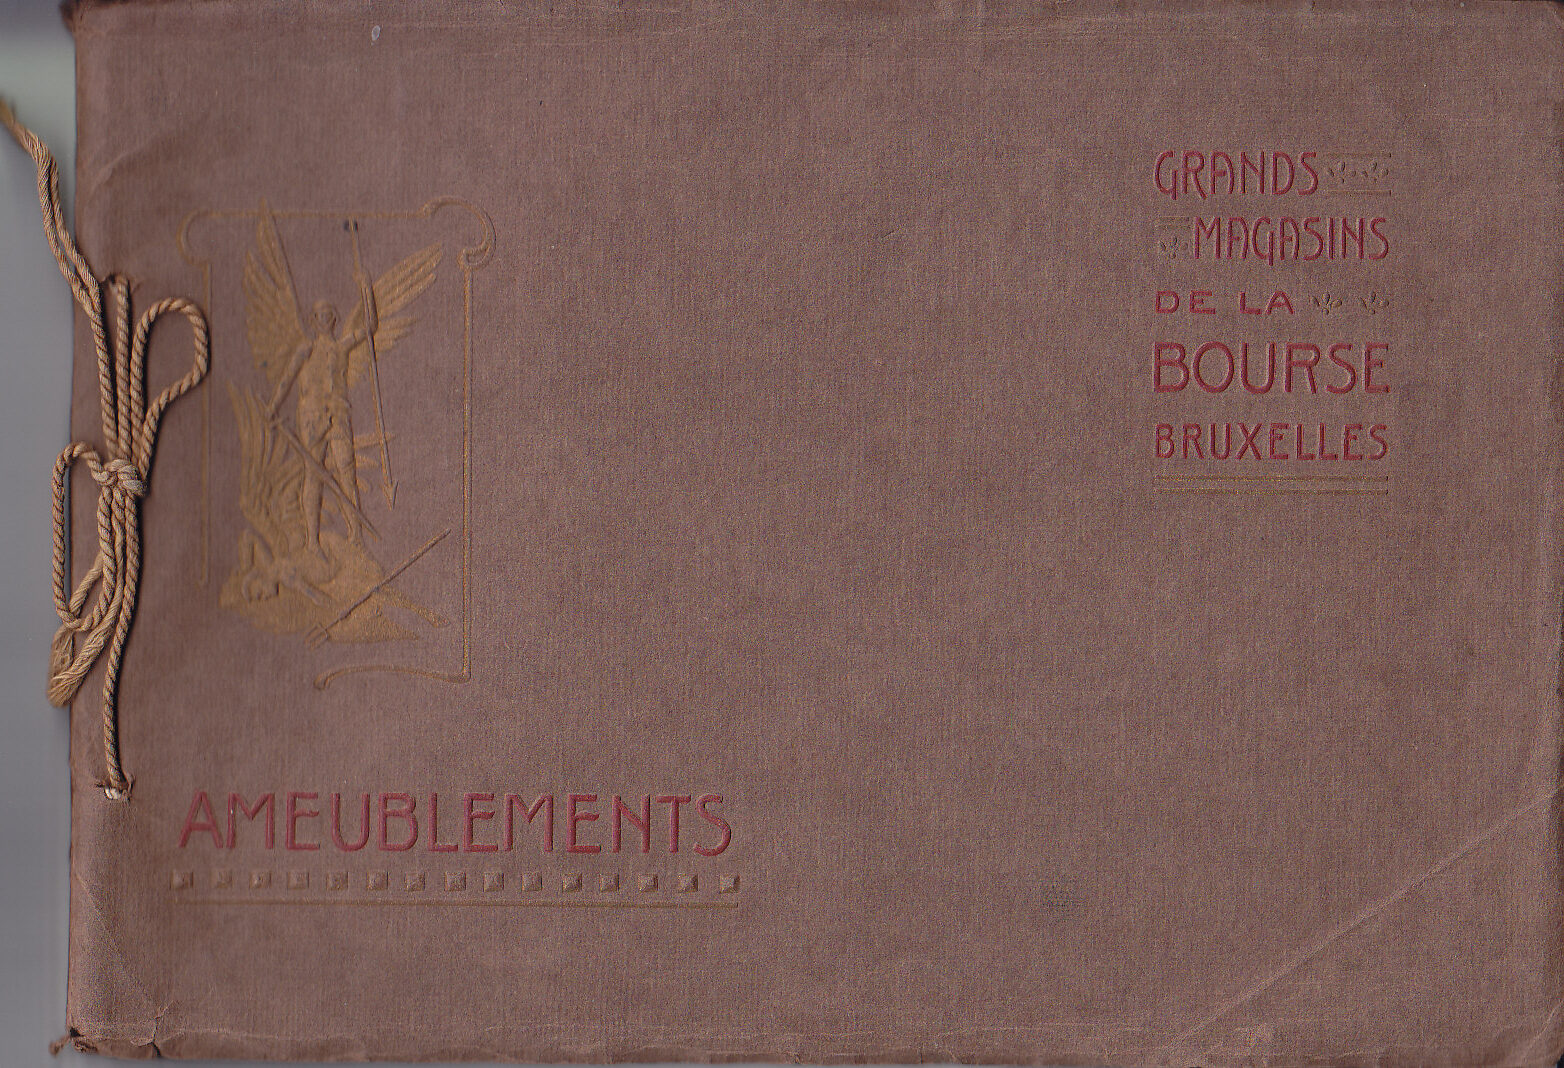 GRANDS
MAGASINS
DE LA
BOURSE
BRUXELLES
AMEUBLEMENTS